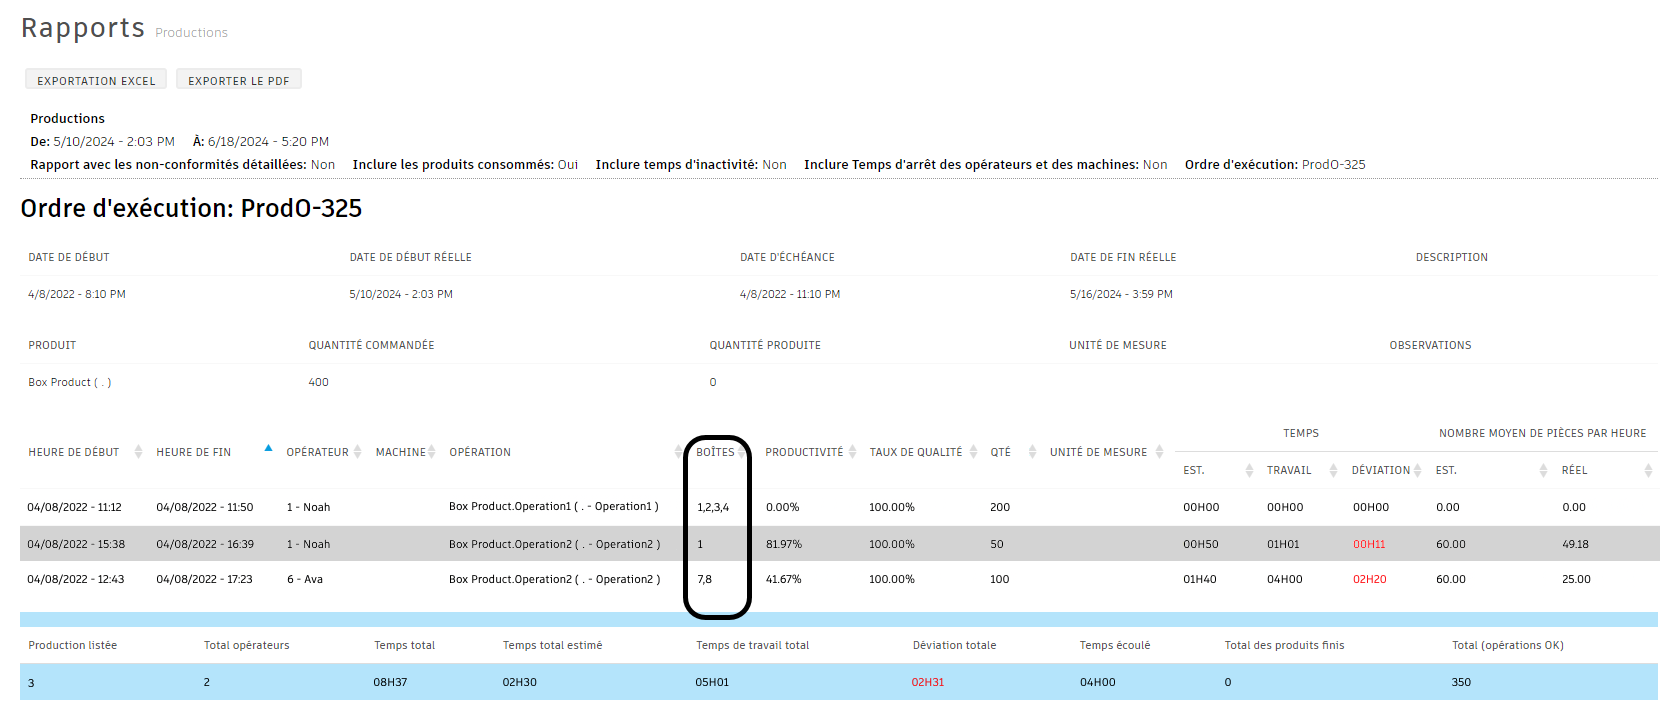 Rapports Productions
EXPORTATION EXCEL EXPORTER LE PDF
Productions
De: 5/10/2024 - 2:03 PM À: 6/18/2024 - 5:20 PM
Rapport avec les non-conformités détaillées: Non Inclure les produits consommés: Oui Inclure temps d'inactivité: Non Inclure Temps d'arrêt des opérateurs et des machines: Non Ordre d'exécution: ProdO-325
Ordre d'exécution: ProdO-325
DATE DE DÉBUT DATE DE DÉBUT RÉELLE DATE D'ÉCHÉANCE DATE DE FIN RÉELLE DESCRIPTION
4/8/2022 - 8:10 PM 5/10/2024 - 2:03 PM 4/8/2022 - 11:10 PM 5/16/2024 - 3:59 PM
PRODUIT QUANTITÉ COMMANDÉE QUANTITÉ PRODUITE UNITÉ DE MESURE OBSERVATIONS
Box Product ( . ) 400 0
TEMPS NOMBRE MOYEN DE PIÈCES PAR HEURE
HEURE DE DÉBUT HEURE DE FIN OPÉRATEUR MACHINE OPÉRATION BOÎTES PRODUCTIVITÉ TAUX DE QUALITÉ QTÉ UNITÉ DE MESURE
EST. TRAVAIL DÉVIATION EST. RÉEL
04/08/2022 - 11:12 04/08/2022 - 11:50 1 - Noah Box Product.Operation1 ( . - Operation1 ) 1,2,3,4 0.00% 100.00% 200 00H00 00H00 00H00 0.00 0.00
04/08/2022 - 15:38 04/08/2022 - 16:39 1 - Noah Box Product.Operation2 ( . - Operation2 ) 1 81.97% 100.00% 50 00H50 01H01 00H11 60.00 49.18
04/08/2022 - 12:43 04/08/2022 - 17:23 6 - Ava Box Product.Operation2 ( . - Operation2 ) 7,8 41.67% 100.00% 100 01H40 04H00 02H20 60.00 25.00
Production listée Total opérateurs Temps total Temps total estimé Temps de travail total Déviation totale Temps écoulé Total des produits finis Total (opérations OK)
3 2 08H37 02H30 05H01 02H31 04H00 0 350